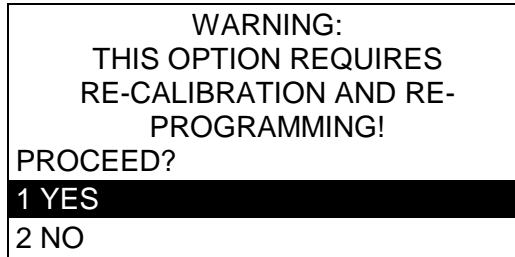 WARNING:
THIS OPTION REQUIRES
RE-CALIBRATION AND RE-
PROGRAMMING!
PROCEED?
1 YES
2 NO